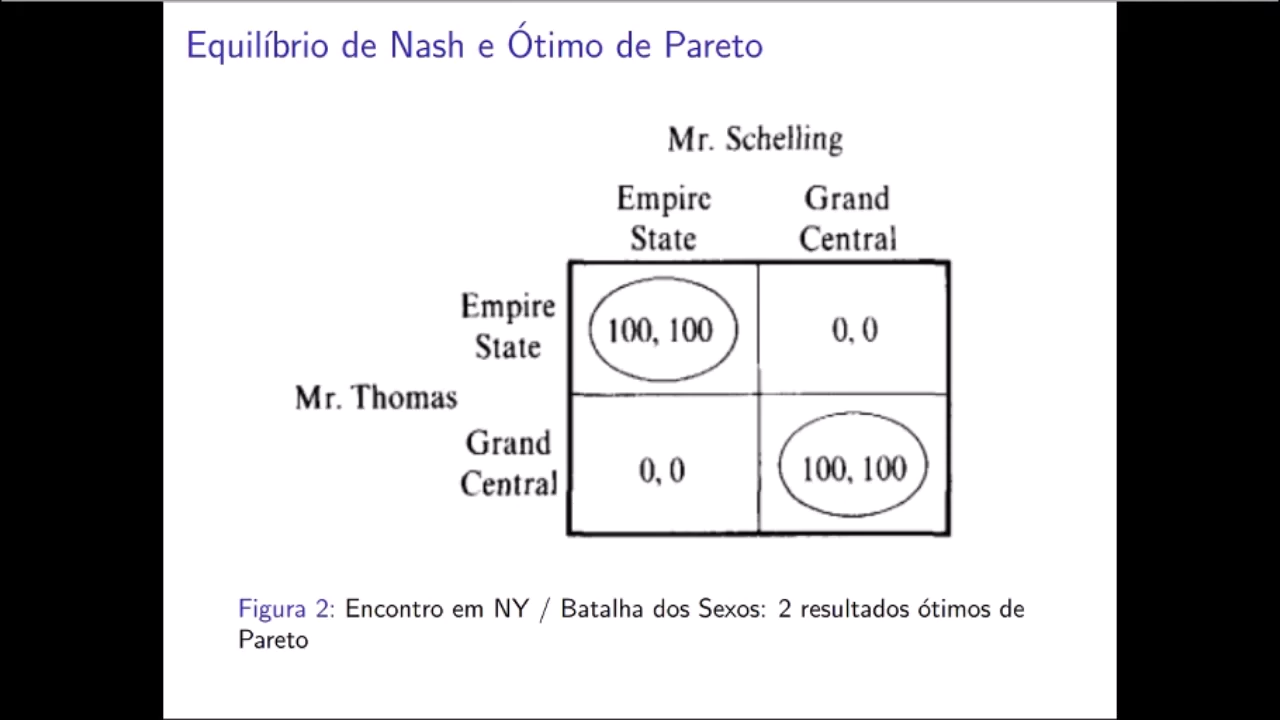 Equilíbrio de Nash e Ótimo de Pareto
Mr. Schelling
Empire Grand
State Central
Empire
State
100, 100 0, 0
Mr. Thomas
Grand
Central
0, 0 100, 100
Figura 2: Encontro em NY / Batalha dos Sexos: 2 resultados ótimos de
Pareto